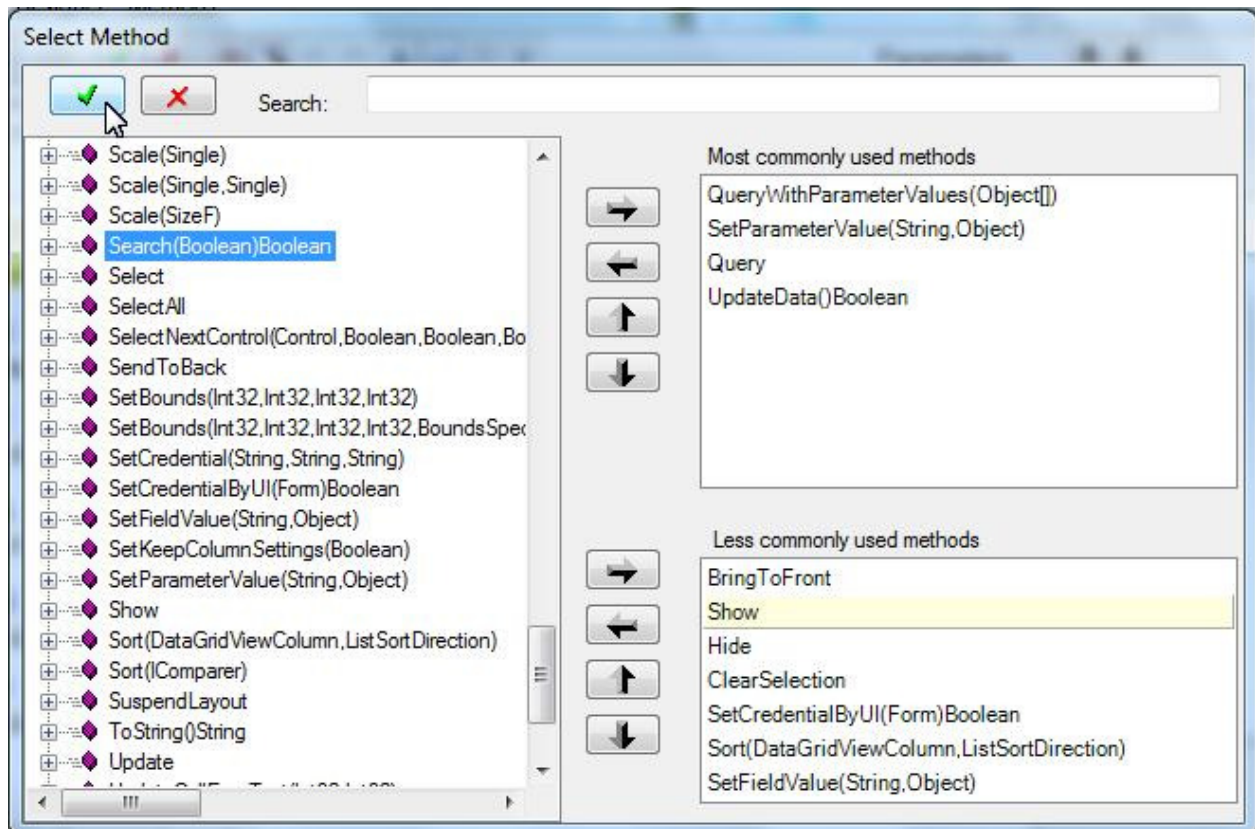 Select Method
Search:
Scale(Single)
Scale(Single,Single)
Scale(SizeF)
Search(Boolean)Boolean
Select
SelectAll
SelectNextControl(Control,Boolean,Boolean,Bo
SendToBack
SetBounds(Int32,Int32,Int32,Int32)
SetBounds(Int32,Int32,Int32,Int32,BoundsSpec
SetCredential(String,String,String)
SetCredentialByUI(Form)Boolean
SetFieldValue(String,Object)
SetKeepColumnSettings(Boolean)
SetParameterValue(String,Object)
Show
Sort(DataGridViewColumn,ListSortDirection)
Sort(IComparer)
SuspendLayout
ToString()String
Update
Most commonly used methods
QueryWithParameterValues(Object[])
SetParameterValue(String,Object)
Query
UpdateData()Boolean
Less commonly used methods
BringToFront
Show
Hide
ClearSelection
SetCredentialByUI(Form)Boolean
Sort(DataGridViewColumn,ListSortDirection)
SetFieldValue(String,Object)